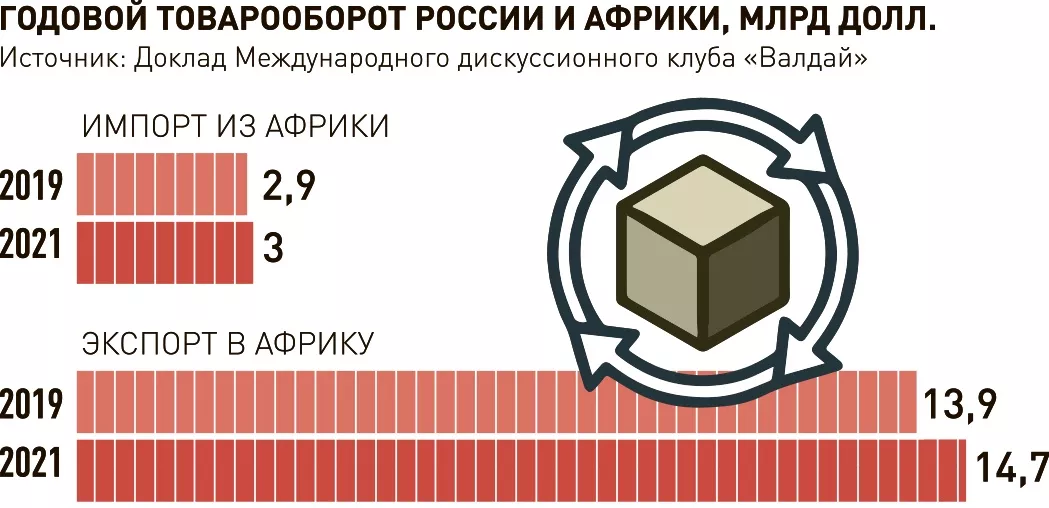 ГОДОВОЙ ТОВАРООБОРОТ РОССИИ И АФРИКИ, МЛРД ДОЛЛ.
Источник: Доклад Международного дискуссионного клуба «Валдай»
ИМПОРТ ИЗ АФРИКИ
2019 2,9
2021 3
ЭКСПОРТ В АФРИКУ
2019 13,9
2021 14,7